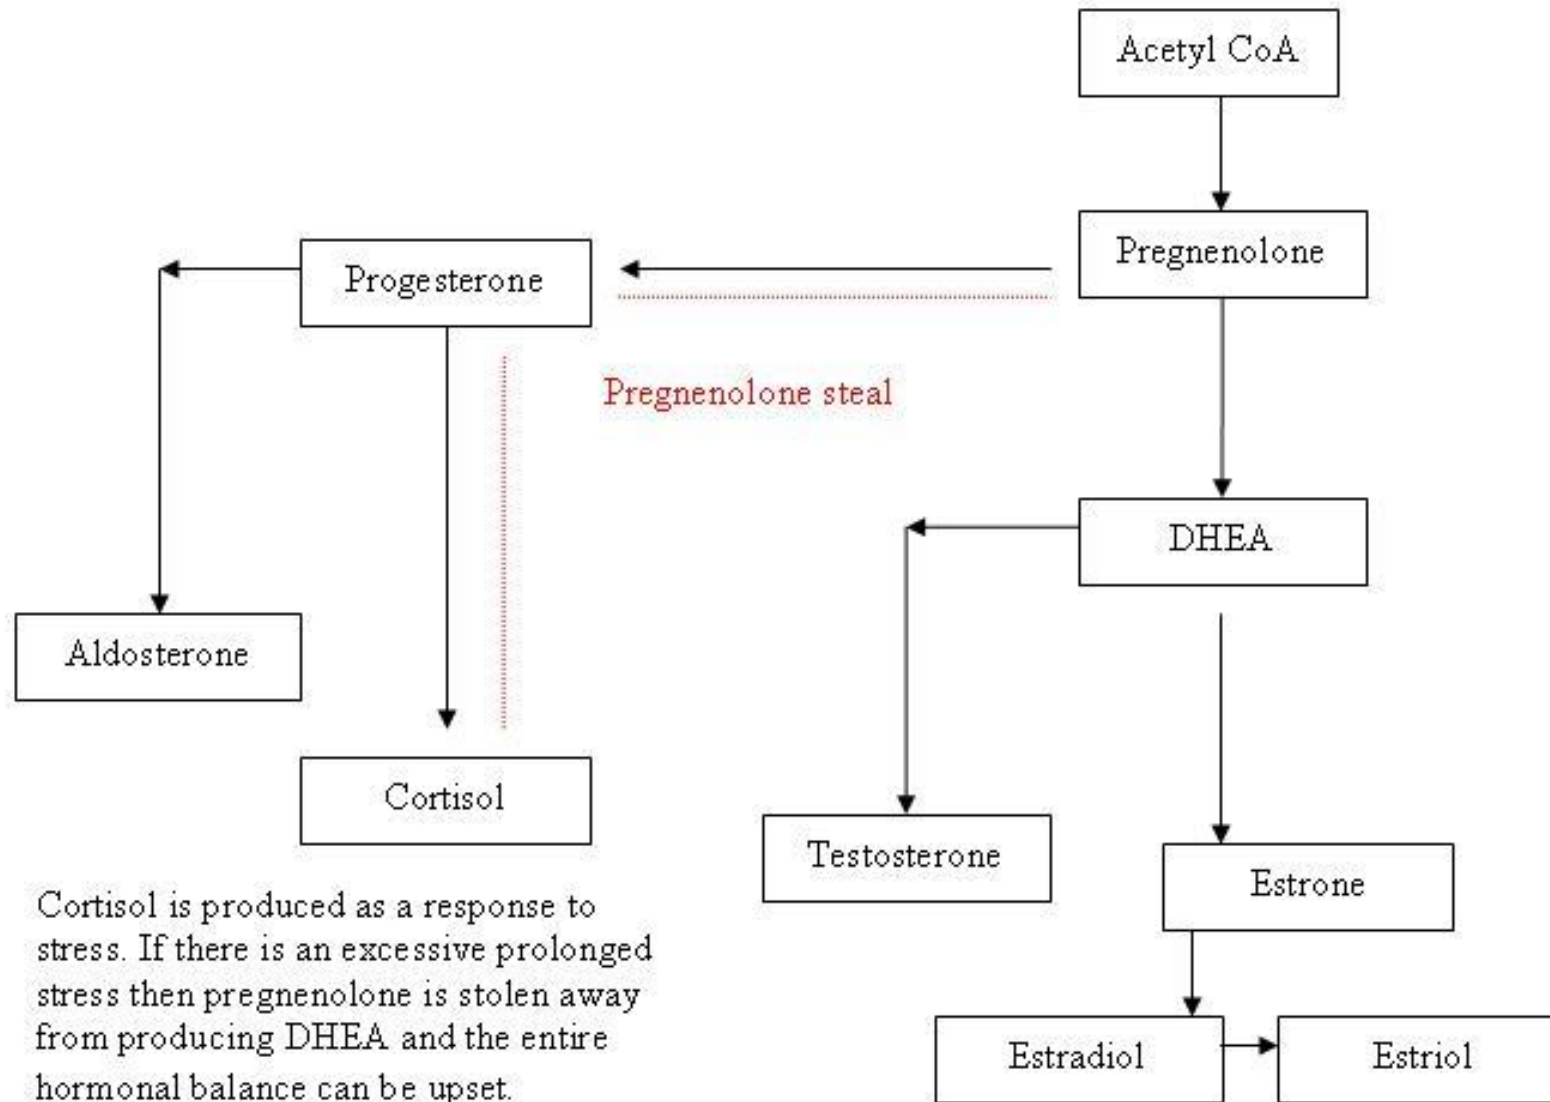 Acetyl CoA
Pregnenolone
Progesterone
Pregnenolone steal
DHEA
Aldosterone
Cortisol
Testosterone
Estrone
Estradiol
Estriol
Cortisol is produced as a response to
stress. If there is an excessive prolonged
stress then pregnenolone is stolen away
from producing DHEA and the entire
hormonal balance can be upset.